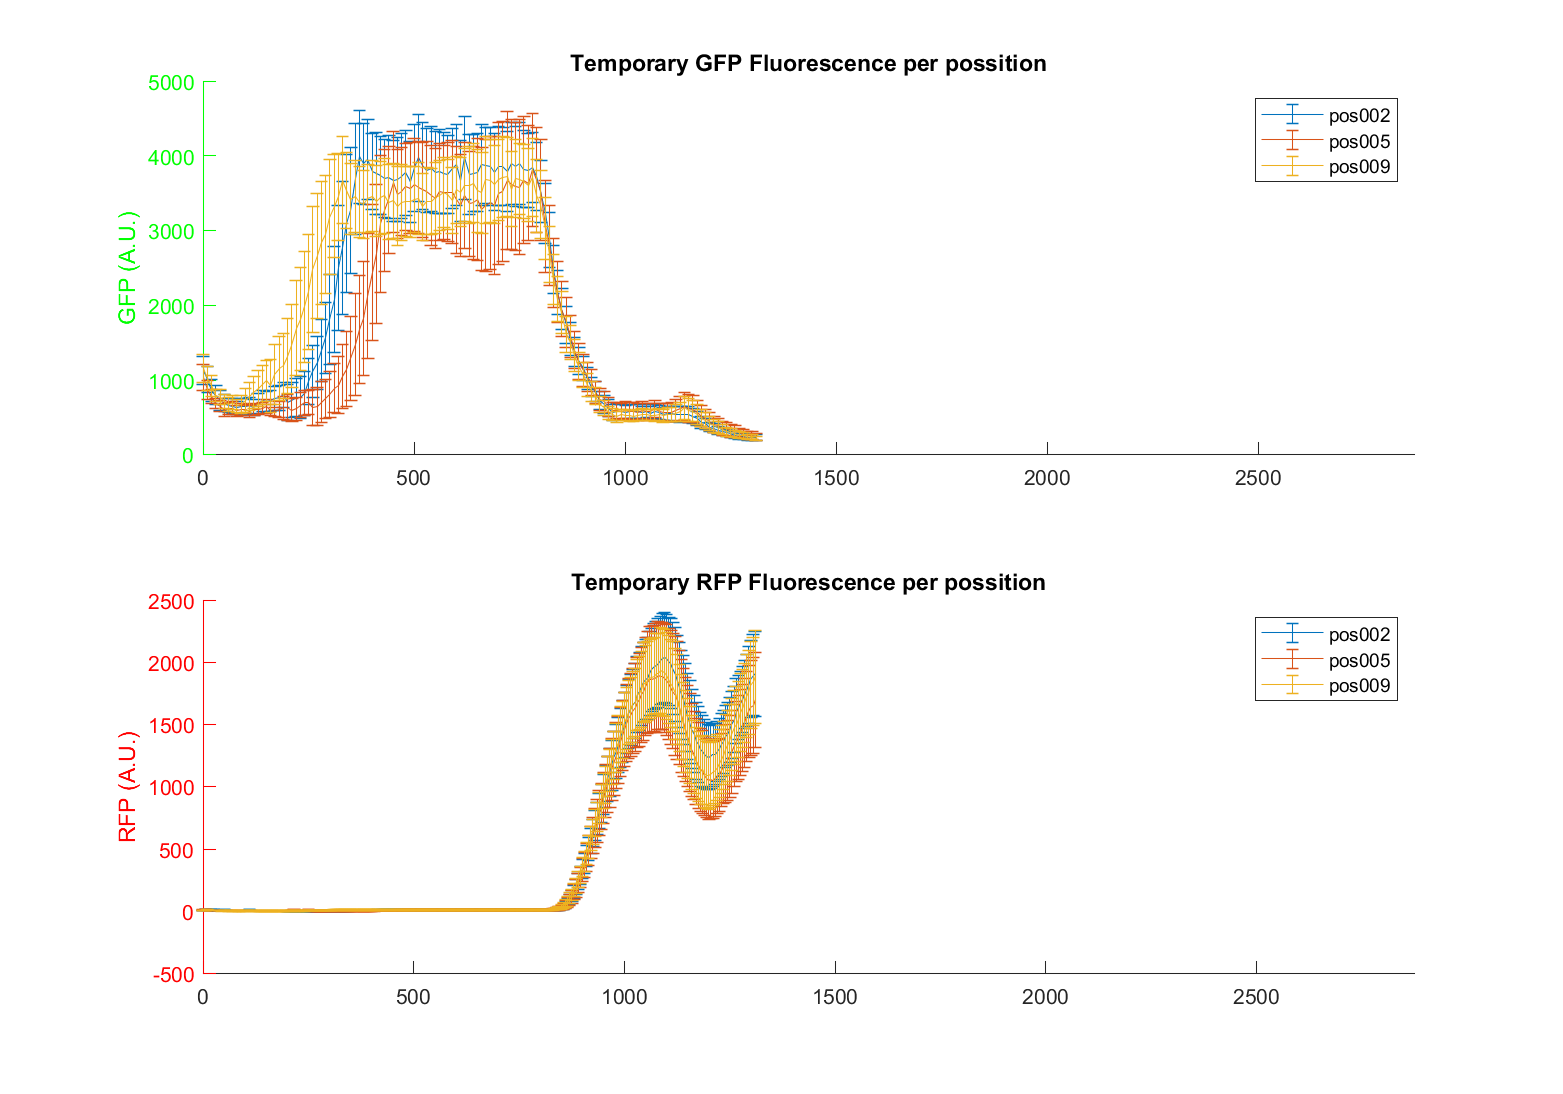 Temporary GFP Fluorescence per possition
5000
4000
3000
2000
1000
0
GFP (A.U.)
pos002
pos005
pos009
0 500 1000 1500 2000 2500
Temporary RFP Fluorescence per possition
2500
2000
1500
1000
500
0
-500
RFP (A.U.)
pos002
pos005
pos009
0 500 1000 1500 2000 2500